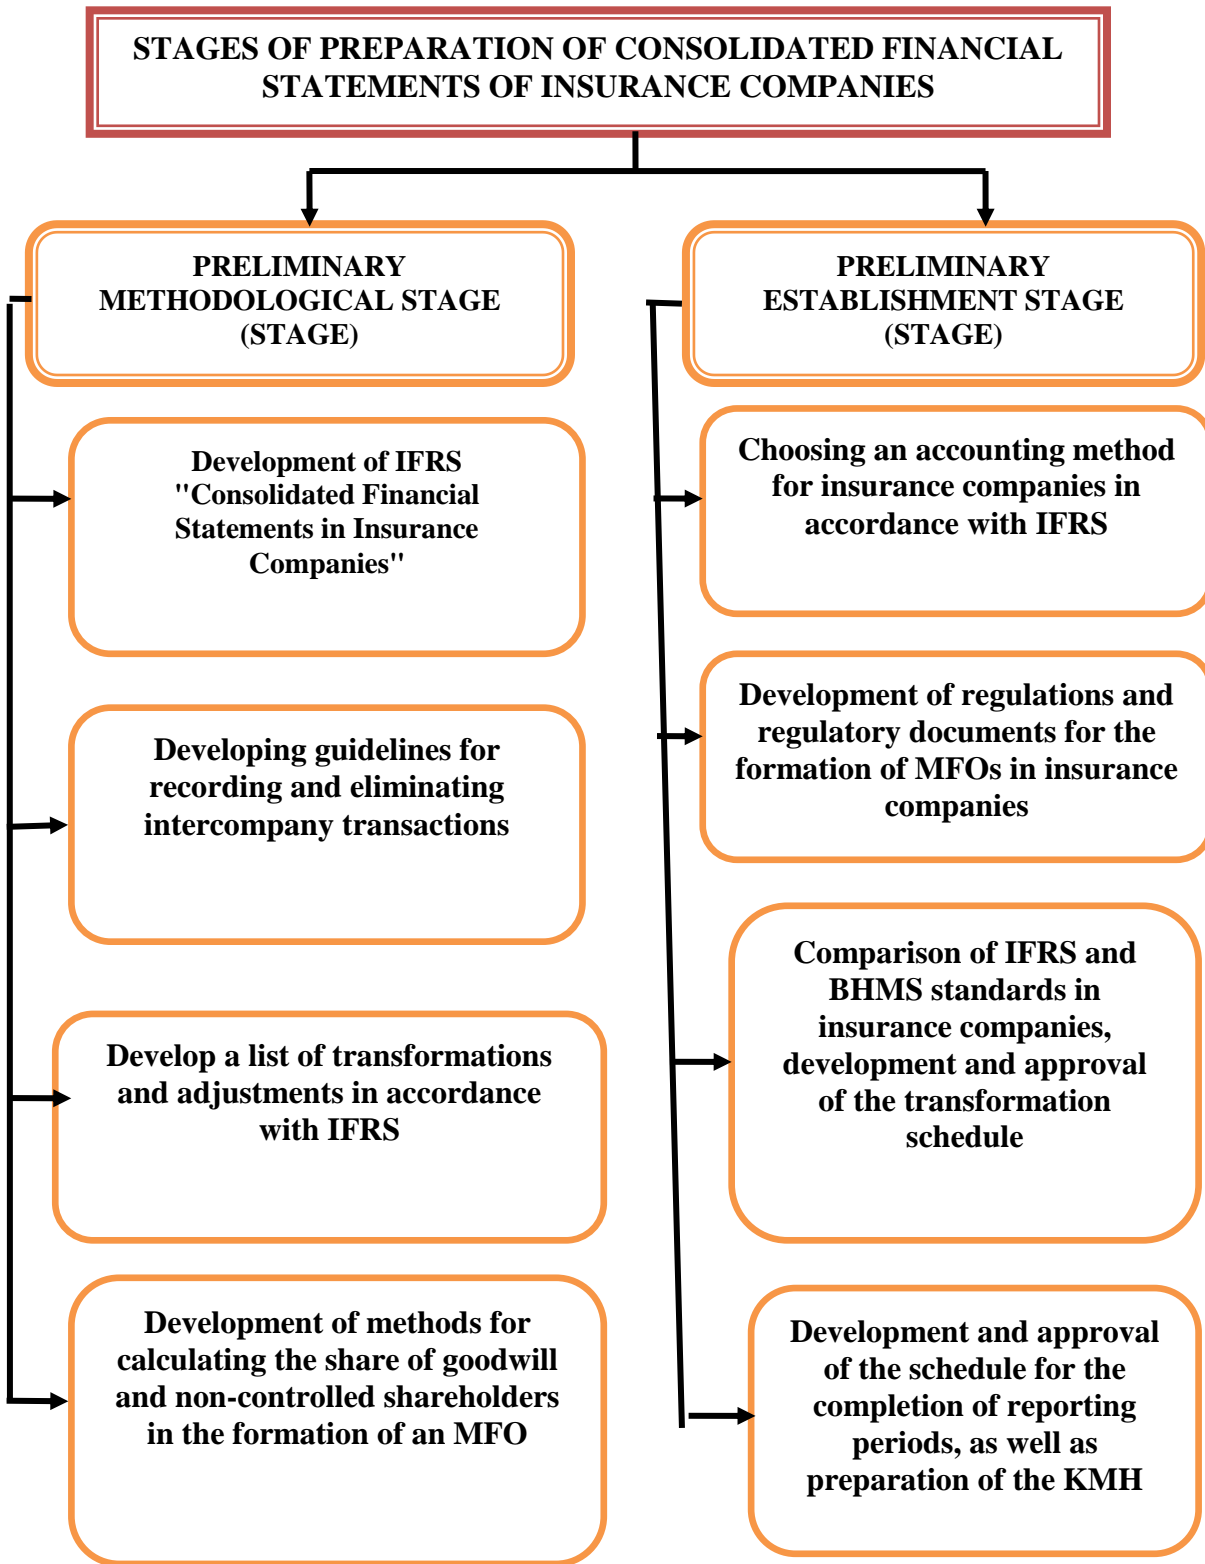 STAGES OF PREPARATION OF CONSOLIDATED FINANCIAL
STATEMENTS OF INSURANCE COMPANIES
PRELIMINARY
METHODOLOGICAL STAGE
(STAGE)
Development of IFRS
"Consolidated Financial
Statements in Insurance
Companies"
Developing guidelines for
recording and eliminating
intercompany transactions
Develop a list of transformations
and adjustments in accordance
with IFRS
Development of methods for
calculating the share of goodwill
and non-controlled shareholders
in the formation of an MFO
PRELIMINARY
ESTABLISHMENT STAGE
(STAGE)
Choosing an accounting method
for insurance companies in
accordance with IFRS
Development of regulations and
regulatory documents for the
formation of MFOs in insurance
companies
Comparison of IFRS and
BHMS standards in
insurance companies,
development and approval
of the transformation
schedule
Development and approval
of the schedule for the
completion of reporting
periods, as well as
preparation of the KMH